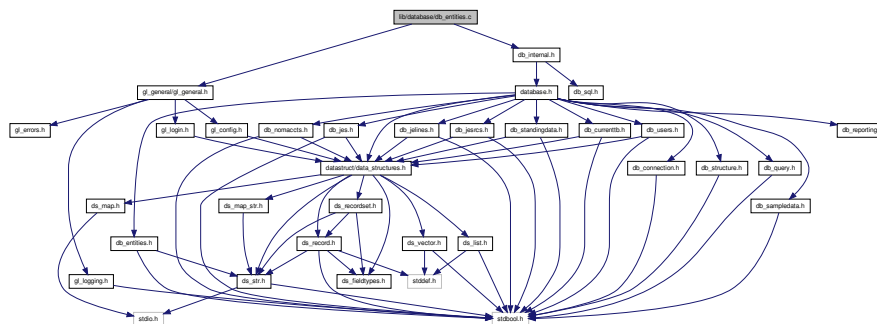 lib/database/db_entities.c
db_internal.h
gl_general/gl_general.h
database.h
db_sql.h
gl_errors.h
gl_login.h
gl_config.h
db_nomaccts.h
db_jes.h
db_jelines.h
db_jesrcs.h
db_standingdata.h
db_currenttb.h
db_users.h
db_reporting
datastruct/data_structures.h
db_connection.h
db_structure.h
db_query.h
ds_map.h
ds_map_str.h
ds_recordset.h
db_sampledata.h
db_entities.h
ds_record.h
ds_vector.h
ds_list.h
gl_logging.h
ds_str.h
ds_fieldtypes.h
stddef.h
stdio.h
stdbool.h